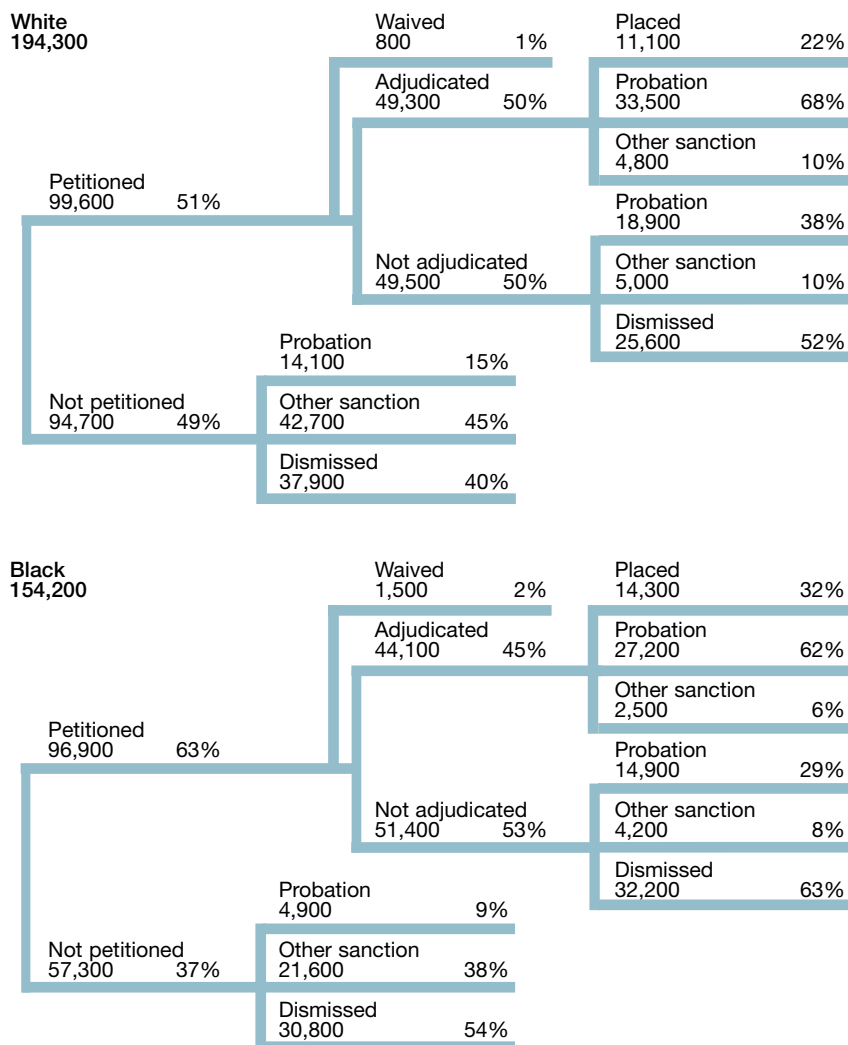 White
194,300
Petitioned
99,600 51%
Waived
800 1%
Adjudicated
49,300 50%
Placed
11,100 22%
Probation
33,500 68%
Other sanction
4,800 10%
Not adjudicated
49,500 50%
Probation
18,900 38%
Other sanction
5,000 10%
Dismissed
25,600 52%
Not petitioned
94,700 49%
Probation
14,100 15%
Other sanction
42,700 45%
Dismissed
37,900 40%
Black
154,200
Petitioned
96,900 63%
Waived
1,500 2%
Adjudicated
44,100 45%
Placed
14,300 32%
Probation
27,200 62%
Other sanction
2,500 6%
Not adjudicated
51,400 53%
Probation
14,900 29%
Other sanction
4,200 8%
Dismissed
32,200 63%
Not petitioned
57,300 37%
Probation
4,900 9%
Other sanction
21,600 38%
Dismissed
30,800 54%